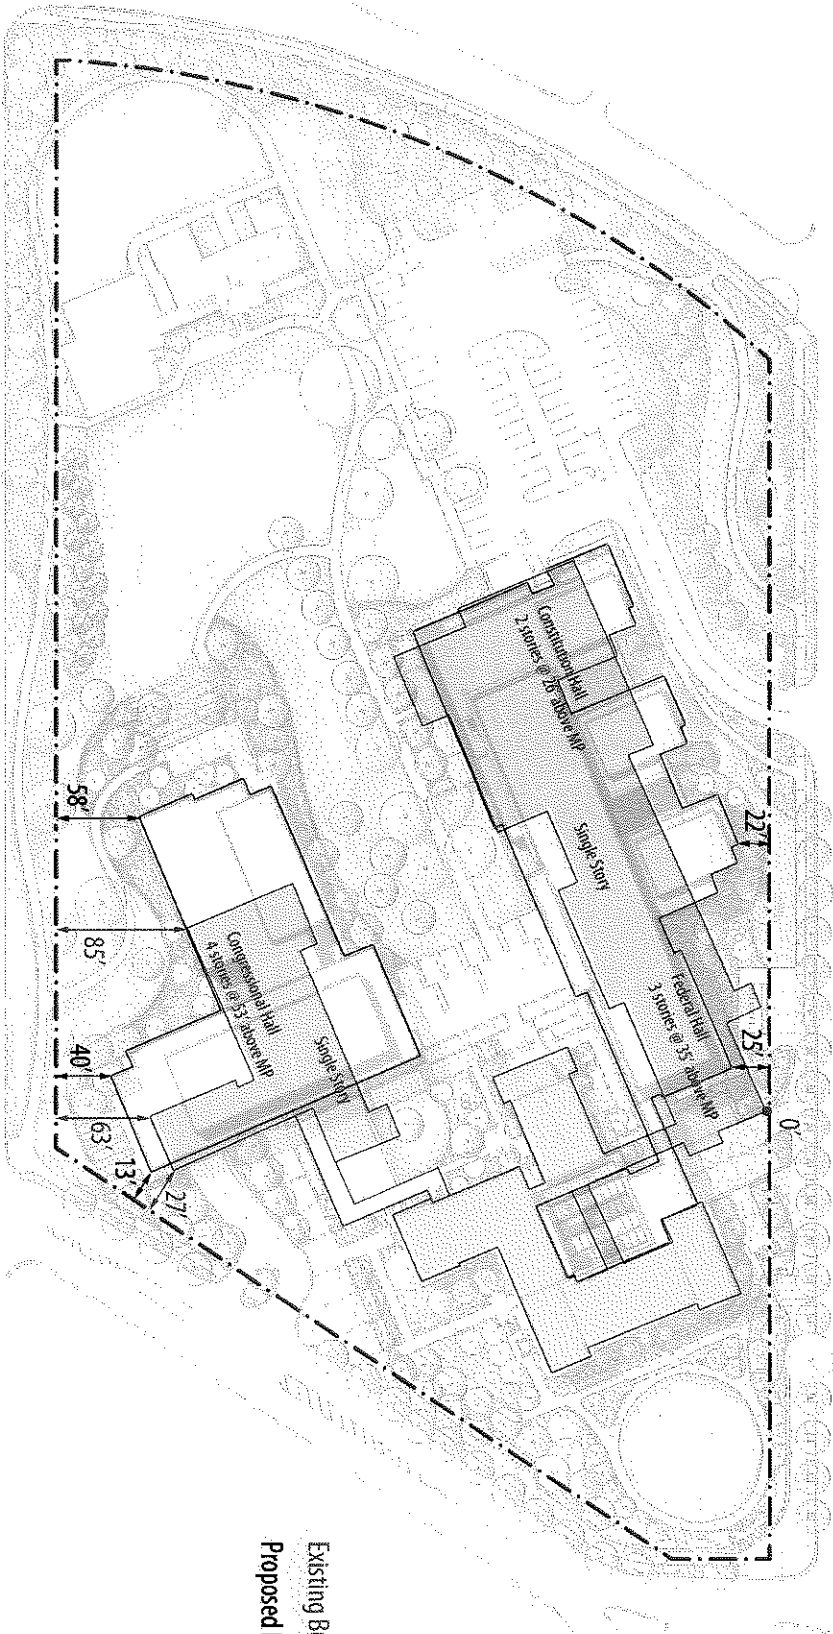 Constitution Hall
2 stories @ 26' above MP
Single Story
Federal Hall
3 stories @ 35' above MP
22'
25'
0'
58'
85'
Congressional Hall
4 stories @ 53' above MP
Single Story
40'
63'
13'
27'
Existing
Proposed